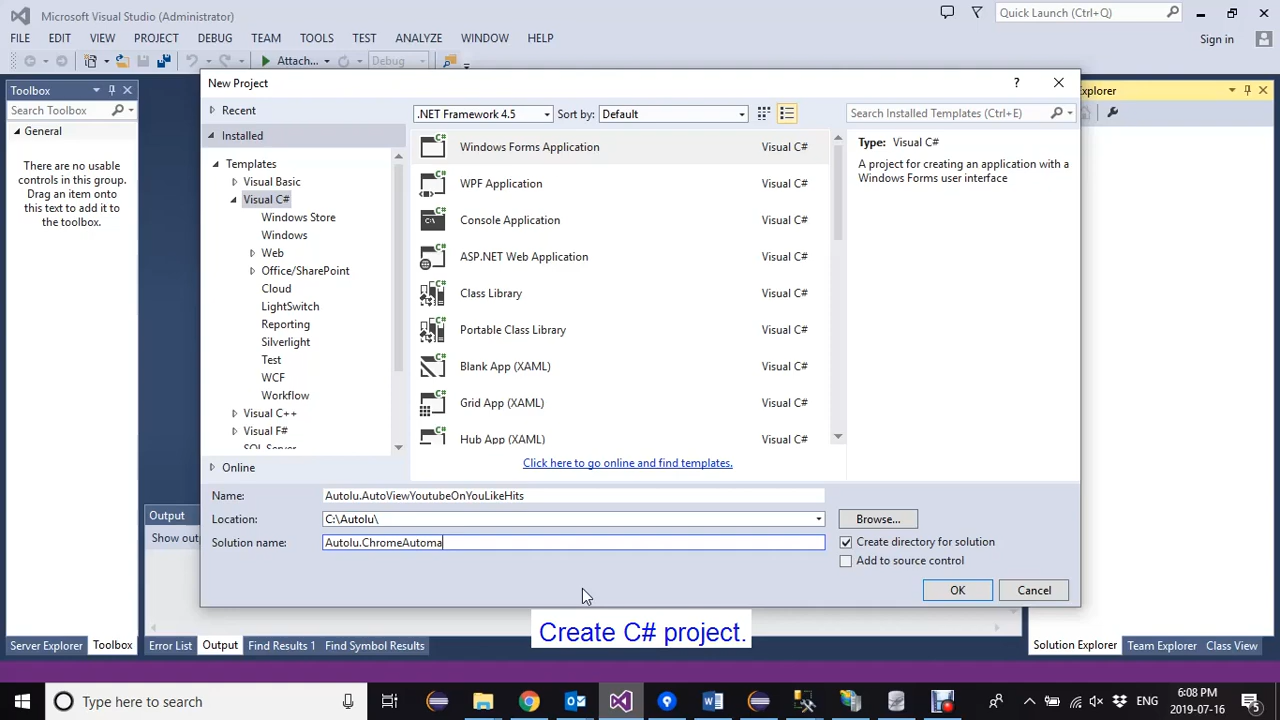 Microsoft Visual Studio (Administrator)
Quick Launch (Ctrl+Q)
FILE EDIT VIEW PROJECT DEBUG TEAM TOOLS TEST ANALYZE WINDOW HELP
Sign in
Attach...
Debug
Toolbox
Search Toolbox
General
There are no usable
controls in this group.
Drag an item onto
this text to add it to
the toolbox.
New Project
?
Recent
Installed
Templates
Visual Basic
Visual C#
Windows Store
Windows
Web
Office/SharePoint
Cloud
LightSwitch
Reporting
Silverlight
Test
WCF
Workflow
Visual C++
Visual F#
SQL Server
Online
.NET Framework 4.5
Sort by: Default
Search Installed Templates (Ctrl+E)
Windows Forms Application Visual C#
WPF Application Visual C#
Console Application Visual C#
ASP.NET Web Application Visual C#
Class Library Visual C#
Portable Class Library Visual C#
Blank App (XAML) Visual C#
Grid App (XAML) Visual C#
Hub App (XAML) Visual C#
Click here to go online and find templates.
Type: Visual C#
A project for creating an application with a
Windows Forms user interface
Name: Autolu.AutoViewYoutubeOnYouLikeHits
Location: C:\Autolu\
Browse...
Solution name: Autolu.ChromeAutoma
Create directory for solution
Add to source control
OK
Cancel
Explorer
Output
Show out
Create C# project.
Server Explorer Toolbox
Error List Output Find Results 1 Find Symbol Results
Solution Explorer Team Explorer Class View
Type here to search
ENG
6:08 PM
2019-07-16
5